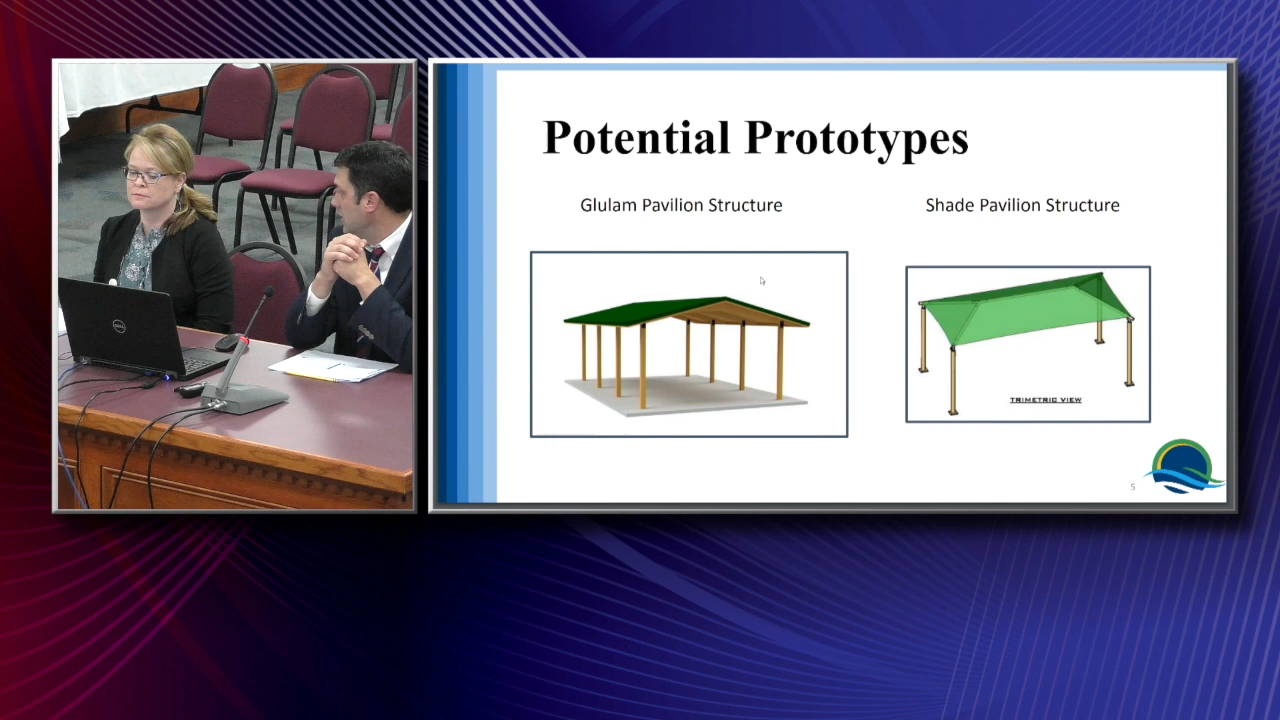 Potential Prototypes
Glulam Pavilion Structure
Shade Pavilion Structure
TRIMETRIC VIEW
5
DELL